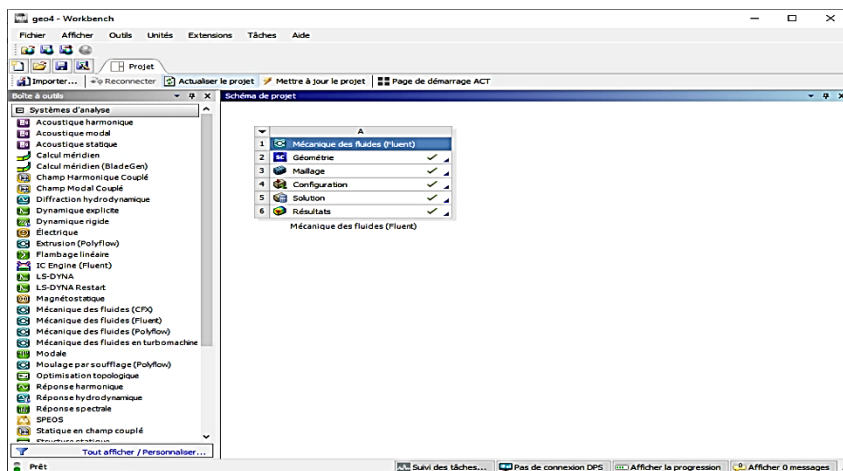 geo4 - Workbench
Fichier Afficher Outils Unités Extensions Tâches Aide
Projet
Importer... Reconnecter Actualiser le projet Mettre à jour le projet Page de démarrage ACT
Boîte à outils
Schéma de projet
Systèmes d'analyse
Acoustique harmonique
Acoustique modal
Acoustique statique
Calcul méridien
Calcul méridien (BladeGen)
Champ Harmonique Couplé
Champ Modal Couplé
Diffraction hydrodynamique
Dynamique explicite
Dynamique rigide
Électrique
Extrusion (Polyflow)
Flambage linéaire
IC Engine (Fluent)
LS-DYNA
LS-DYNA Restart
Magnétostatique
Mécanique des fluides (CFX)
Mécanique des fluides (Fluent)
Mécanique des fluides (Polyflow)
Mécanique des fluides en turbomachine
Modale
Moulage par soufflage (Polyflow)
Optimisation topologique
Réponse harmonique
Réponse hydrodynamique
Réponse spectrale
SPEOS
Statique en champ couplé
Structure statique
Tout afficher / Personnaliser...
A
1 Mécanique des fluides (Fluent)
2 SC Géométrie
3 Maillage
4 Configuration
5 Solution
6 Résultats
Mécanique des fluides (Fluent)
Prêt
Suivi des tâches... Pas de connexion DPS Afficher la progression Afficher 0 messages